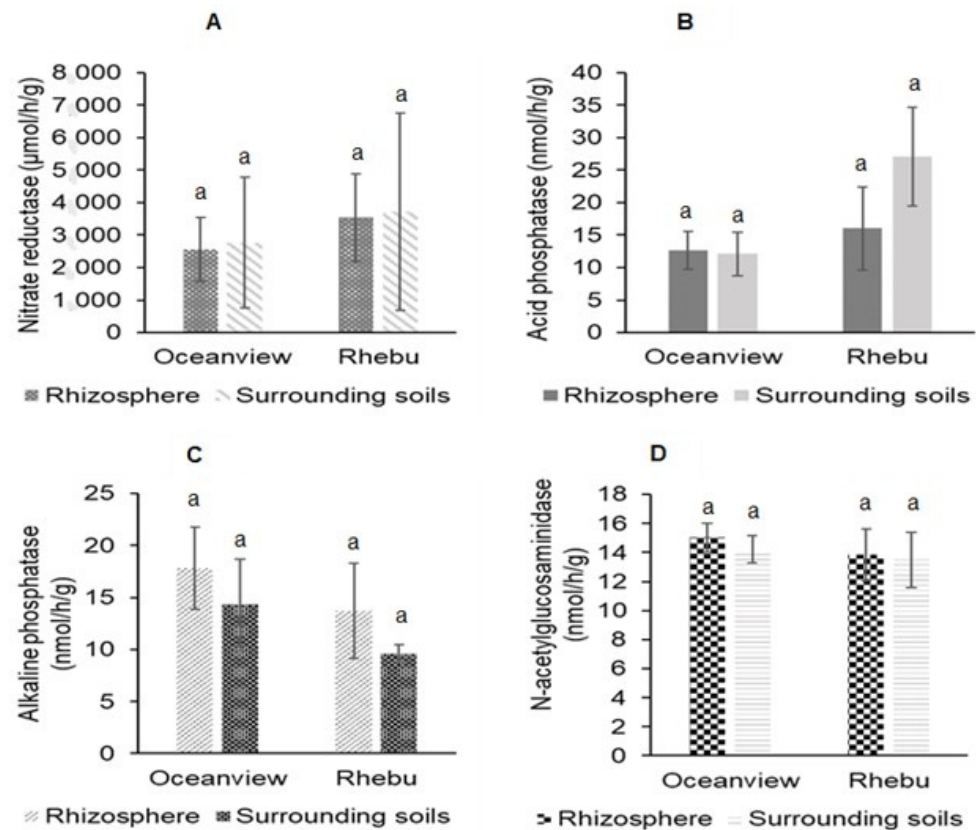 A
Nitrate reductase (µmol/h/g)
8 000
7 000
6 000
5 000
4 000
3 000
2 000
1 000
0
a
a
a
a
Oceanview
Rhebu
Rhizosphere
Surrounding soils
B
Acid phosphatase (nmol/h/g)
40
35
30
25
20
15
10
5
0
a
a
a
a
Oceanview
Rhebu
Rhizosphere
Surrounding soils
C
Alkaline phosphatase
(nmol/h/g)
25
20
15
10
5
0
a
a
a
a
Oceanview
Rhebu
Rhizosphere
Surrounding soils
D
N-acetylglucosaminidase
(nmol/h/g)
18
16
14
12
10
8
6
4
2
0
a
a
a
a
Oceanview
Rhebu
Rhizosphere
Surrounding soils